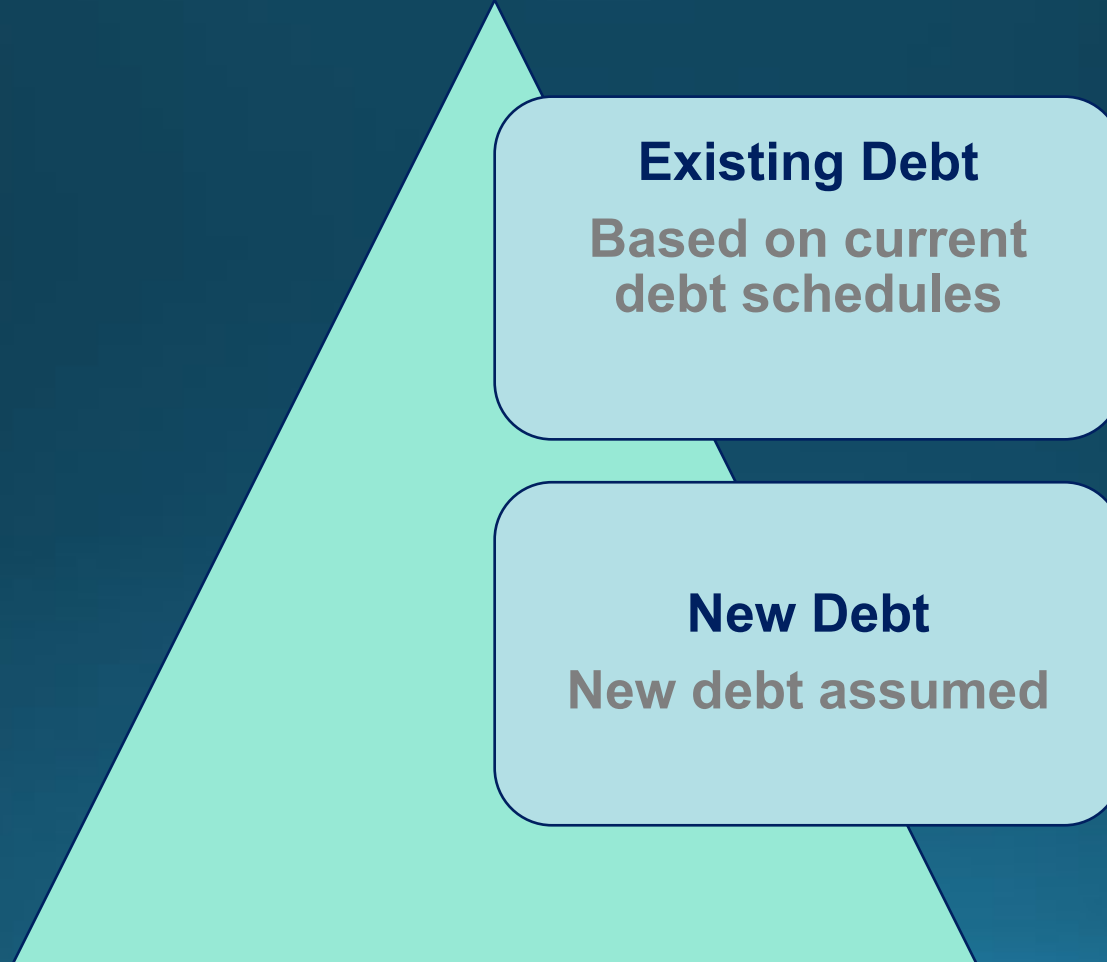 Existing Debt
Based on current
debt schedules
New Debt
New debt assumed